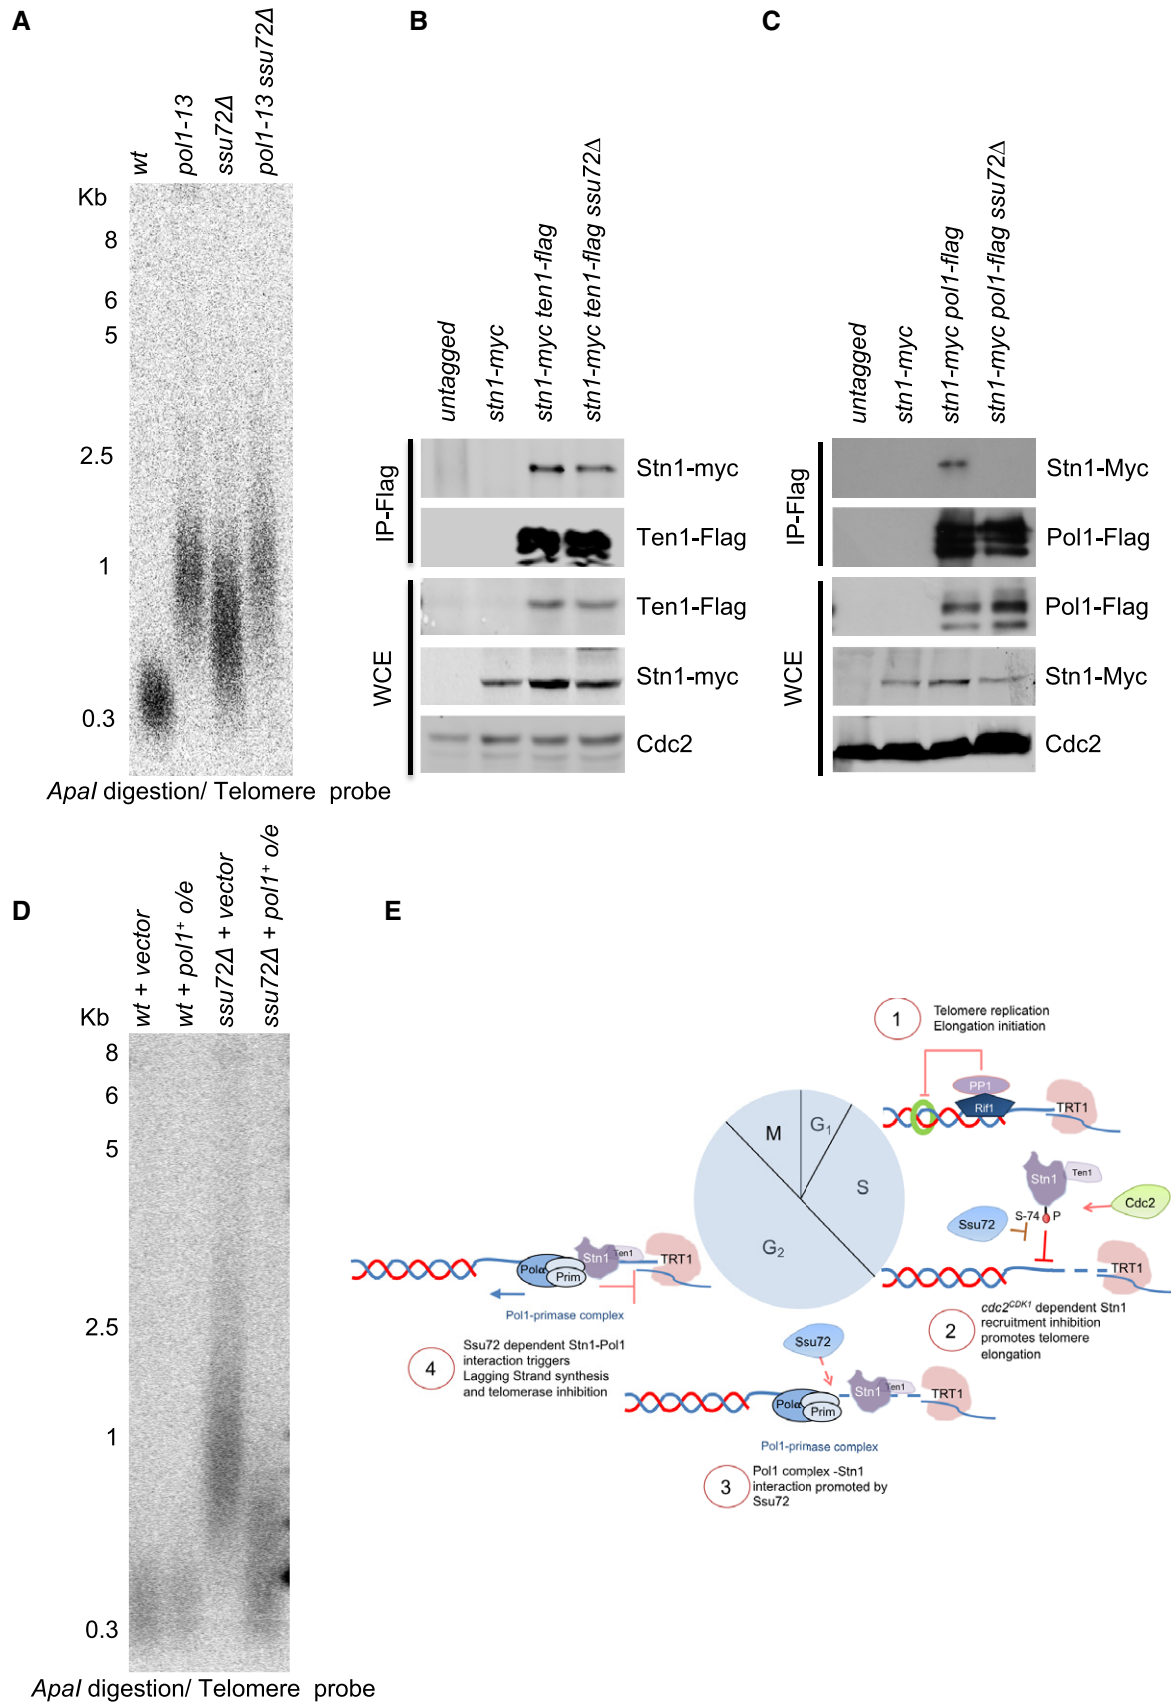 A
wt
pol1-13
ssu72Δ
pol1-13 ssu72Δ
Kb
8
6
5
2.5
1
0.3
ApaI digestion/ Telomere probe
B
untagged
stn1-myc
stn1-myc ten1-flag
stn1-myc ten1-flag ssu72Δ
IP-Flag
Stn1-myc
Ten1-Flag
WCE
Ten1-Flag
Stn1-myc
Cdc2
C
untagged
stn1-myc
stn1-myc pol1-flag
stn1-myc pol1-flag ssu72Δ
IP-Flag
Stn1-Myc
Pol1-Flag
WCE
Pol1-Flag
Stn1-Myc
Cdc2
D
wt + vector
wt + pol1⁺ o/e
ssu72Δ + vector
ssu72Δ + pol1⁺ o/e
Kb
8
6
5
2.5
1
0.3
ApaI digestion/ Telomere probe
E
M
G₁
S
G₂
1
Telomere replication
Elongation initiation
PP1
Rif1
TRT1
Stn1
Ten1
Cdc2
Ssu72
S-74
P
TRT1
2
cdc2ᶜᴰᴷ¹ dependent Stn1
recruitment inhibition
promotes telomere
elongation
Ssu72
Stn1
Ten1
TRT1
Polα
Prim
Pol1-primase complex
3
Pol1 complex -Stn1
interaction promoted by
Ssu72
Stn1
Ten1
TRT1
Polα
Prim
Pol1-primase complex
4
Ssu72 dependent Stn1-Pol1
interaction triggers
Lagging Strand synthesis
and telomerase inhibition